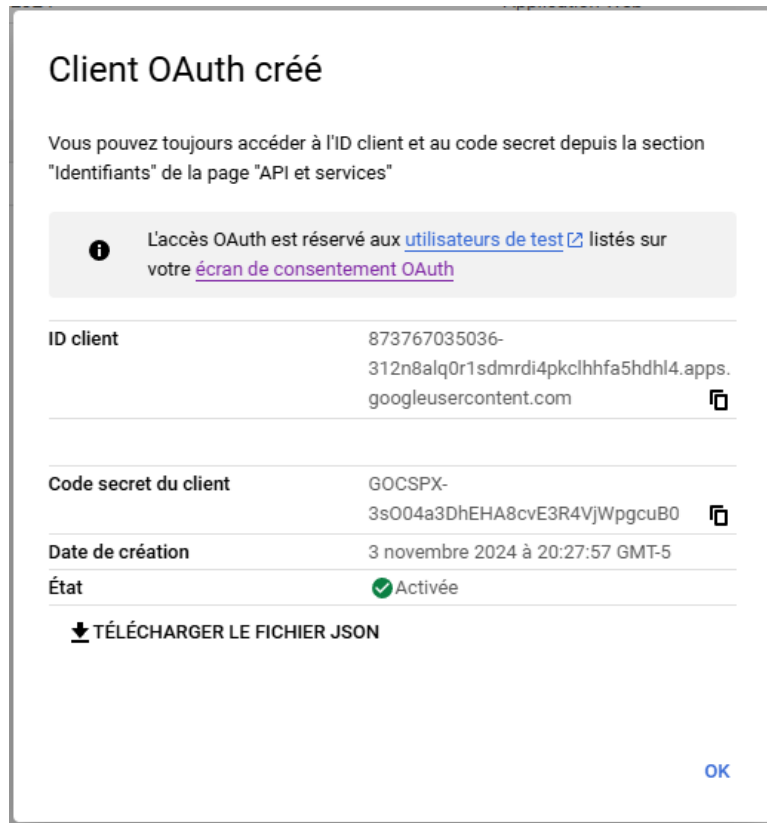 Client OAuth créé
Vous pouvez toujours accéder à l'ID client et au code secret depuis la section
"Identifiants" de la page "API et services"
L'accès OAuth est réservé aux utilisateurs de test listés sur
votre écran de consentement OAuth
ID client
873767035036-
312n8alq0r1sdmrdi4pkclhhfa5hdhl4.apps.
googleusercontent.com
Code secret du client
GOCSPX-
3sO04a3DhEHA8cvE3R4VjWpgcuB0
Date de création
3 novembre 2024 à 20:27:57 GMT-5
État
Activée
TÉLÉCHARGER LE FICHIER JSON
OK